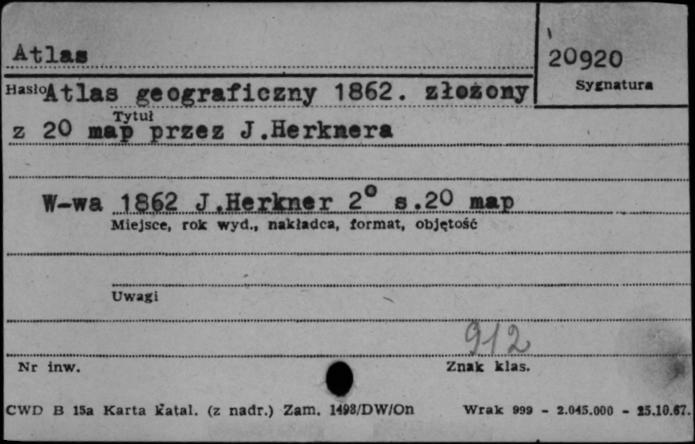 Atlas
20920
Sygnatura
Hasło Atlas geograficzny 1862. złożony
Tytuł
z 20 map przez J.Herknera
W-wa 1862 J.Herkner 2° s.20 map
Miejsce, rok wyd., nakładca, format, objętość
Uwagi
912
Nr inw.
Znak klas.
CWD B 15a Karta katal. (z nadr.) Zam. 1498/DW/On Wrak 999 - 2.045.000 - 25.10.67.